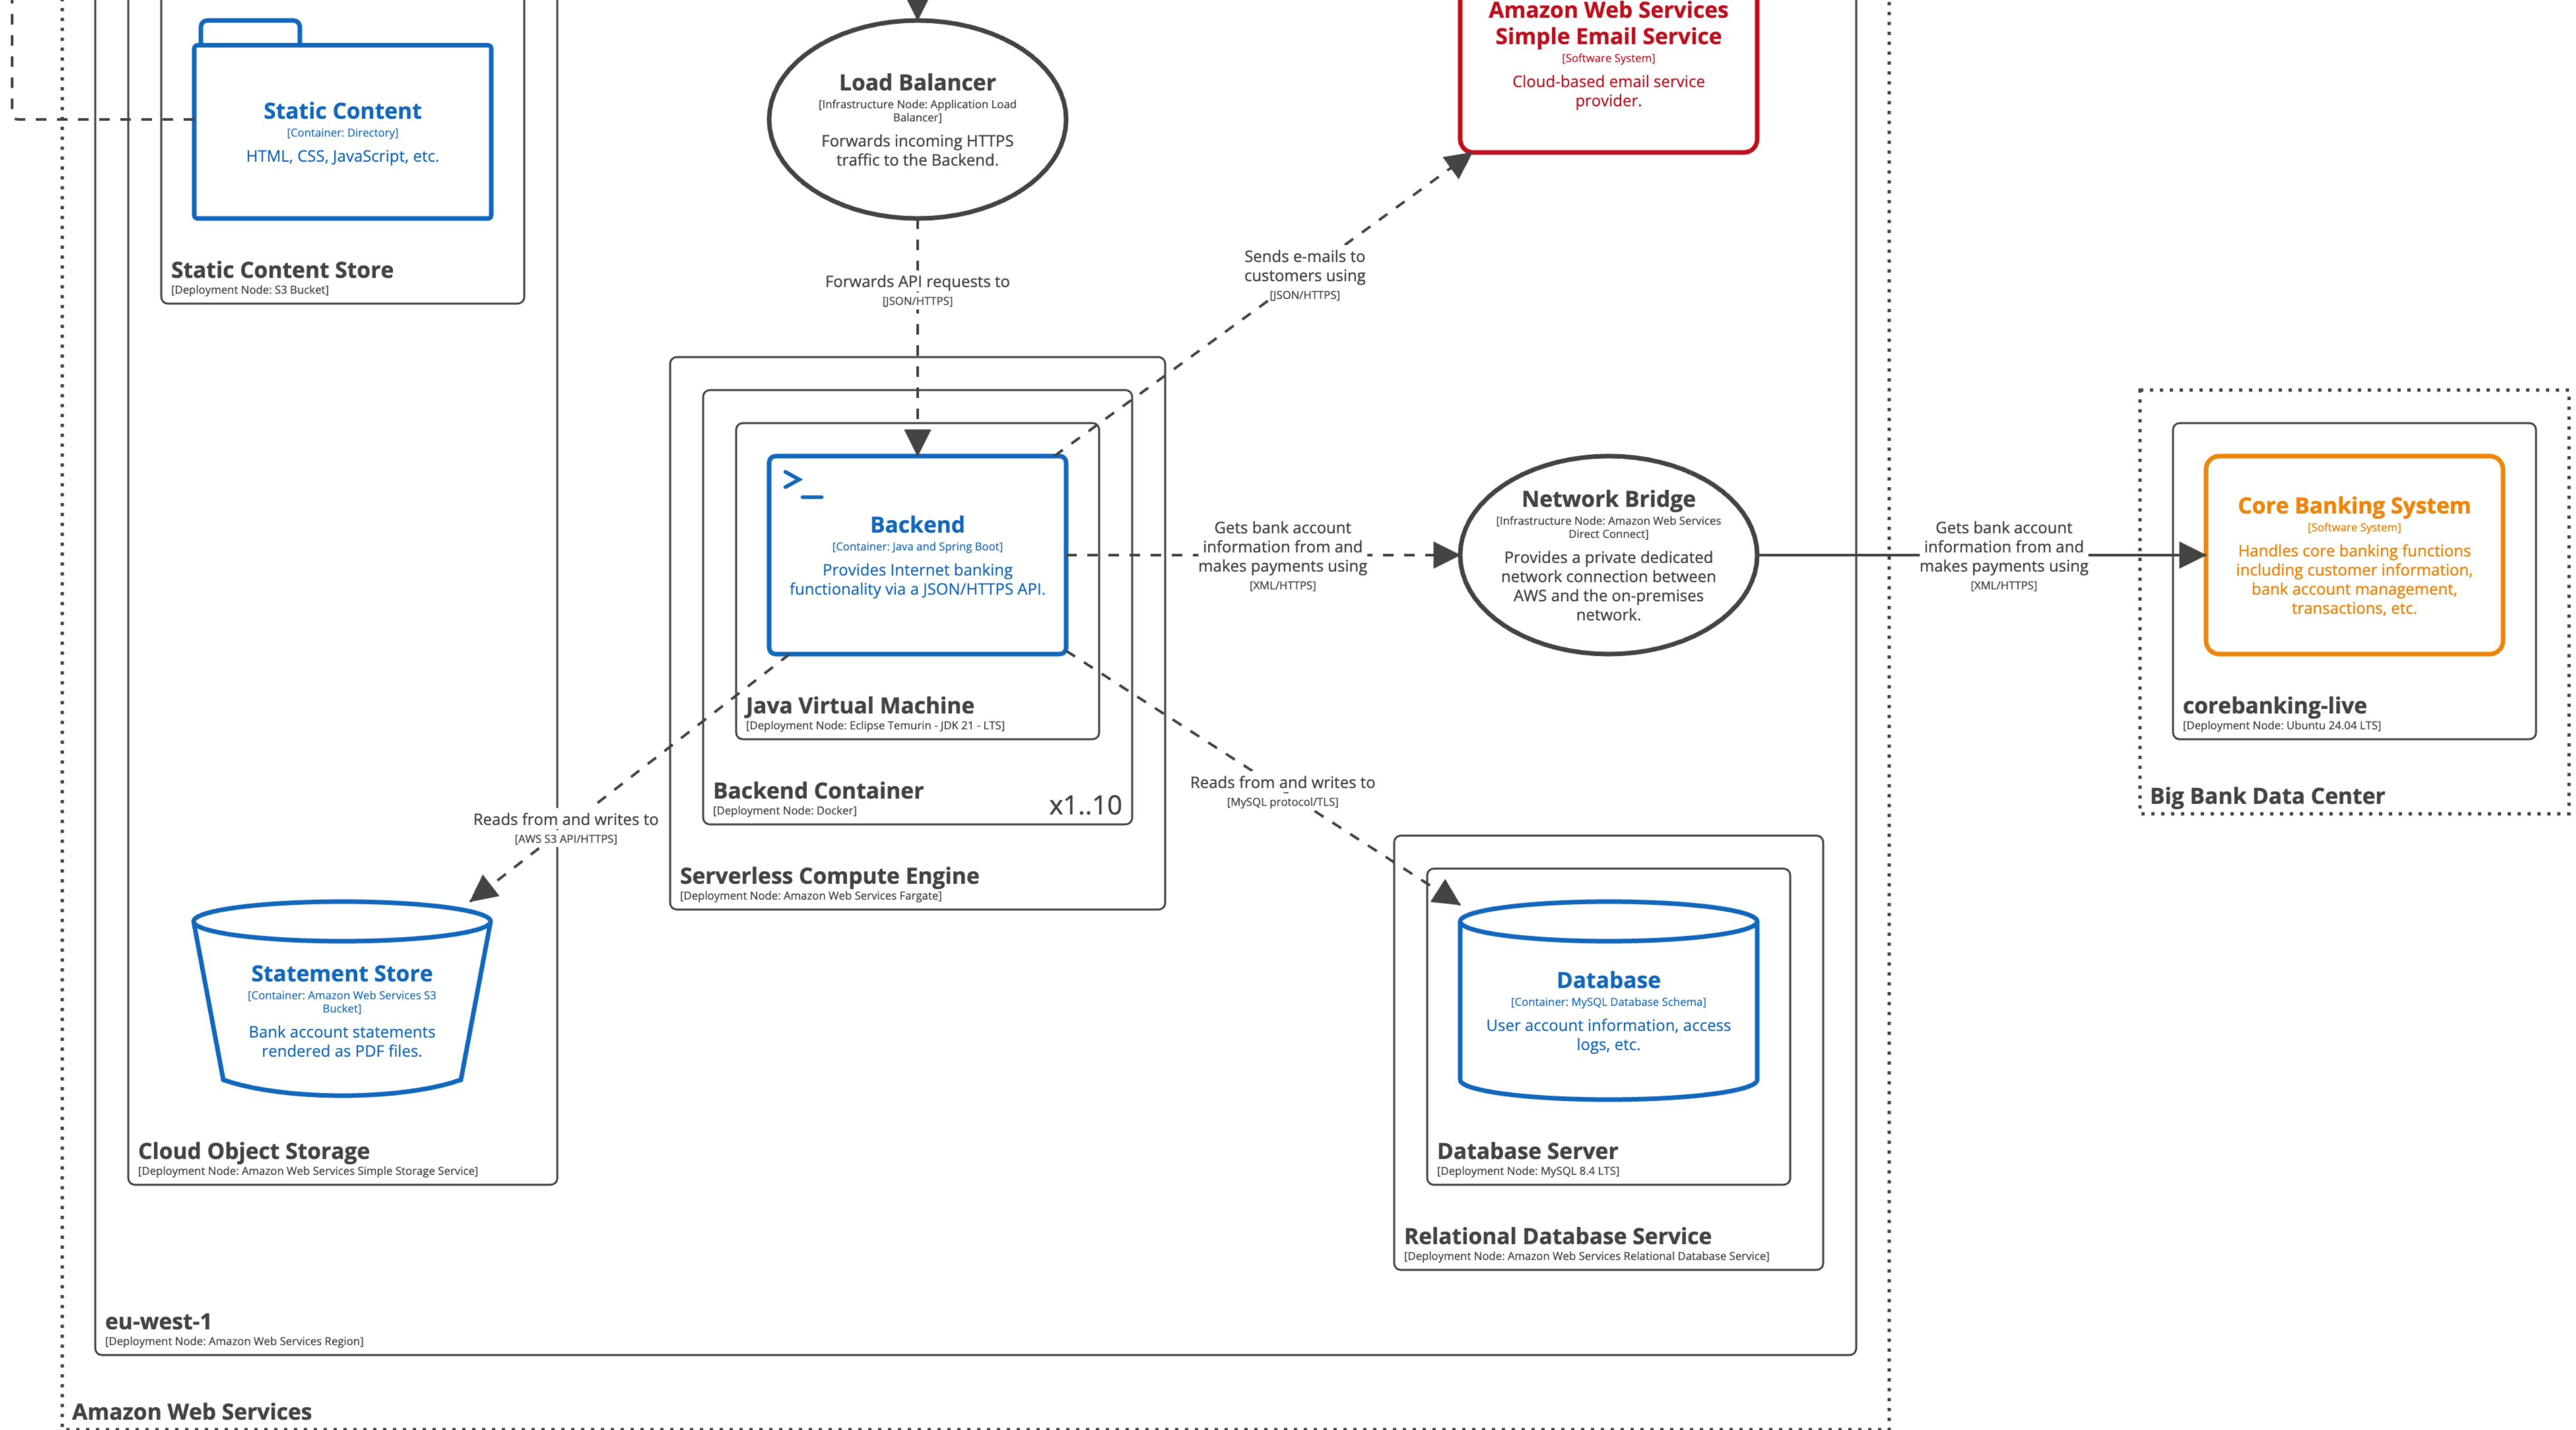 Amazon Web Services
Simple Email Service
[Software System]
Cloud-based email service
provider.
Load Balancer
[Infrastructure Node: Application Load
Balancer]
Forwards incoming HTTPS
traffic to the Backend.
Static Content
[Container: Directory]
HTML, CSS, JavaScript, etc.
Static Content Store
[Deployment Node: S3 Bucket]
Forwards API requests to
[JSON/HTTPS]
Sends e-mails to
customers using
[JSON/HTTPS]
>_
Backend
[Container: Java and Spring Boot]
Provides Internet banking
functionality via a JSON/HTTPS API.
Java Virtual Machine
[Deployment Node: Eclipse Temurin - JDK 21 - LTS]
Backend Container
[Deployment Node: Docker]
x1..10
Serverless Compute Engine
[Deployment Node: Amazon Web Services Fargate]
Gets bank account
information from and
makes payments using
[XML/HTTPS]
Network Bridge
[Infrastructure Node: Amazon Web Services
Direct Connect]
Provides a private dedicated
network connection between
AWS and the on-premises
network.
Gets bank account
information from and
makes payments using
[XML/HTTPS]
Core Banking System
[Software System]
Handles core banking functions
including customer information,
bank account management,
transactions, etc.
corebanking-live
[Deployment Node: Ubuntu 24.04 LTS]
Big Bank Data Center
Reads from and writes to
[AWS S3 API/HTTPS]
Reads from and writes to
[MySQL protocol/TLS]
Statement Store
[Container: Amazon Web Services S3
Bucket]
Bank account statements
rendered as PDF files.
Cloud Object Storage
[Deployment Node: Amazon Web Services Simple Storage Service]
Database
[Container: MySQL Database Schema]
User account information, access
logs, etc.
Database Server
[Deployment Node: MySQL 8.4 LTS]
Relational Database Service
[Deployment Node: Amazon Web Services Relational Database Service]
eu-west-1
[Deployment Node: Amazon Web Services Region]
Amazon Web Services